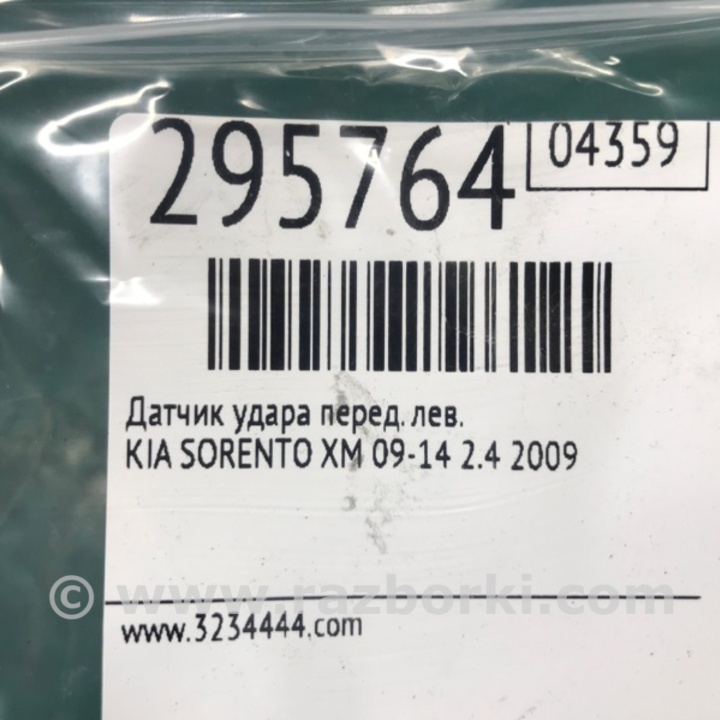 295764 04359
Датчик удара перед. лев.
KIA SORENTO XM 09-14 2.4 2009
© www.razborki.com
www.3234444.com